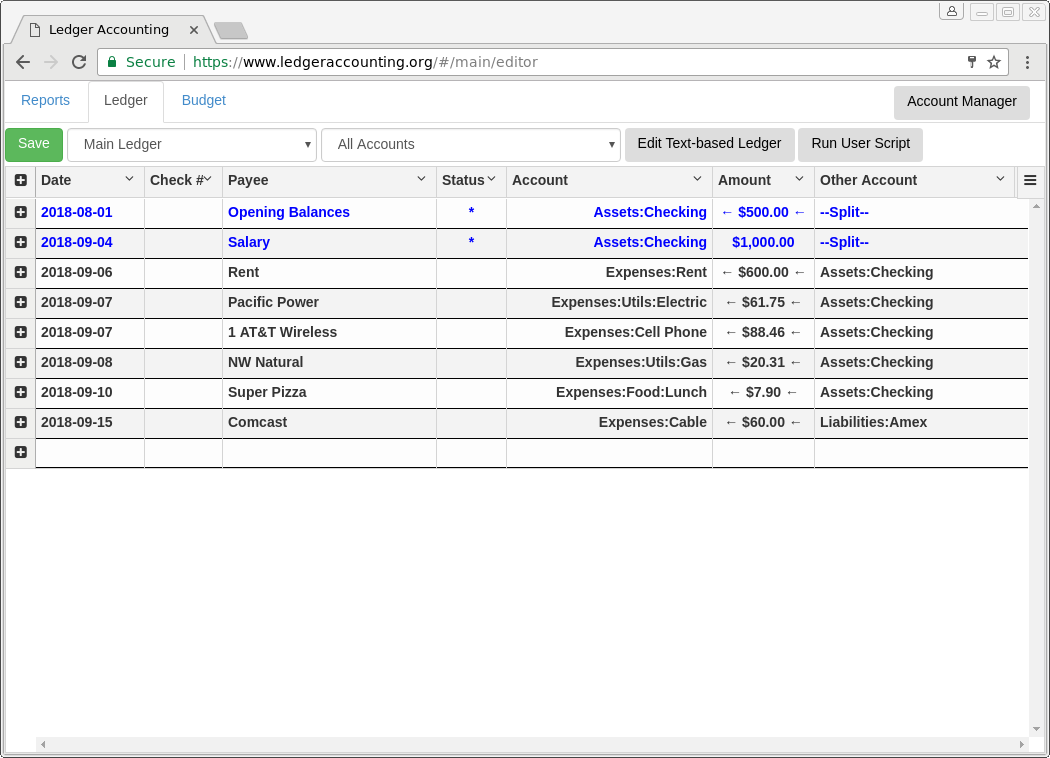 Ledger Accounting
Secure https://www.ledgeraccounting.org/#/main/editor
Reports Ledger Budget Account Manager
Save Main Ledger All Accounts Edit Text-based Ledger Run User Script
Date Check # Payee Status Account Amount Other Account
2018-08-01 Opening Balances * Assets:Checking ← $500.00 ← --Split--
2018-09-04 Salary * Assets:Checking $1,000.00 --Split--
2018-09-06 Rent Expenses:Rent ← $600.00 ← Assets:Checking
2018-09-07 Pacific Power Expenses:Utils:Electric ← $61.75 ← Assets:Checking
2018-09-07 1 AT&T Wireless Expenses:Cell Phone ← $88.46 ← Assets:Checking
2018-09-08 NW Natural Expenses:Utils:Gas ← $20.31 ← Assets:Checking
2018-09-10 Super Pizza Expenses:Food:Lunch ← $7.90 ← Assets:Checking
2018-09-15 Comcast Expenses:Cable ← $60.00 ← Liabilities:Amex